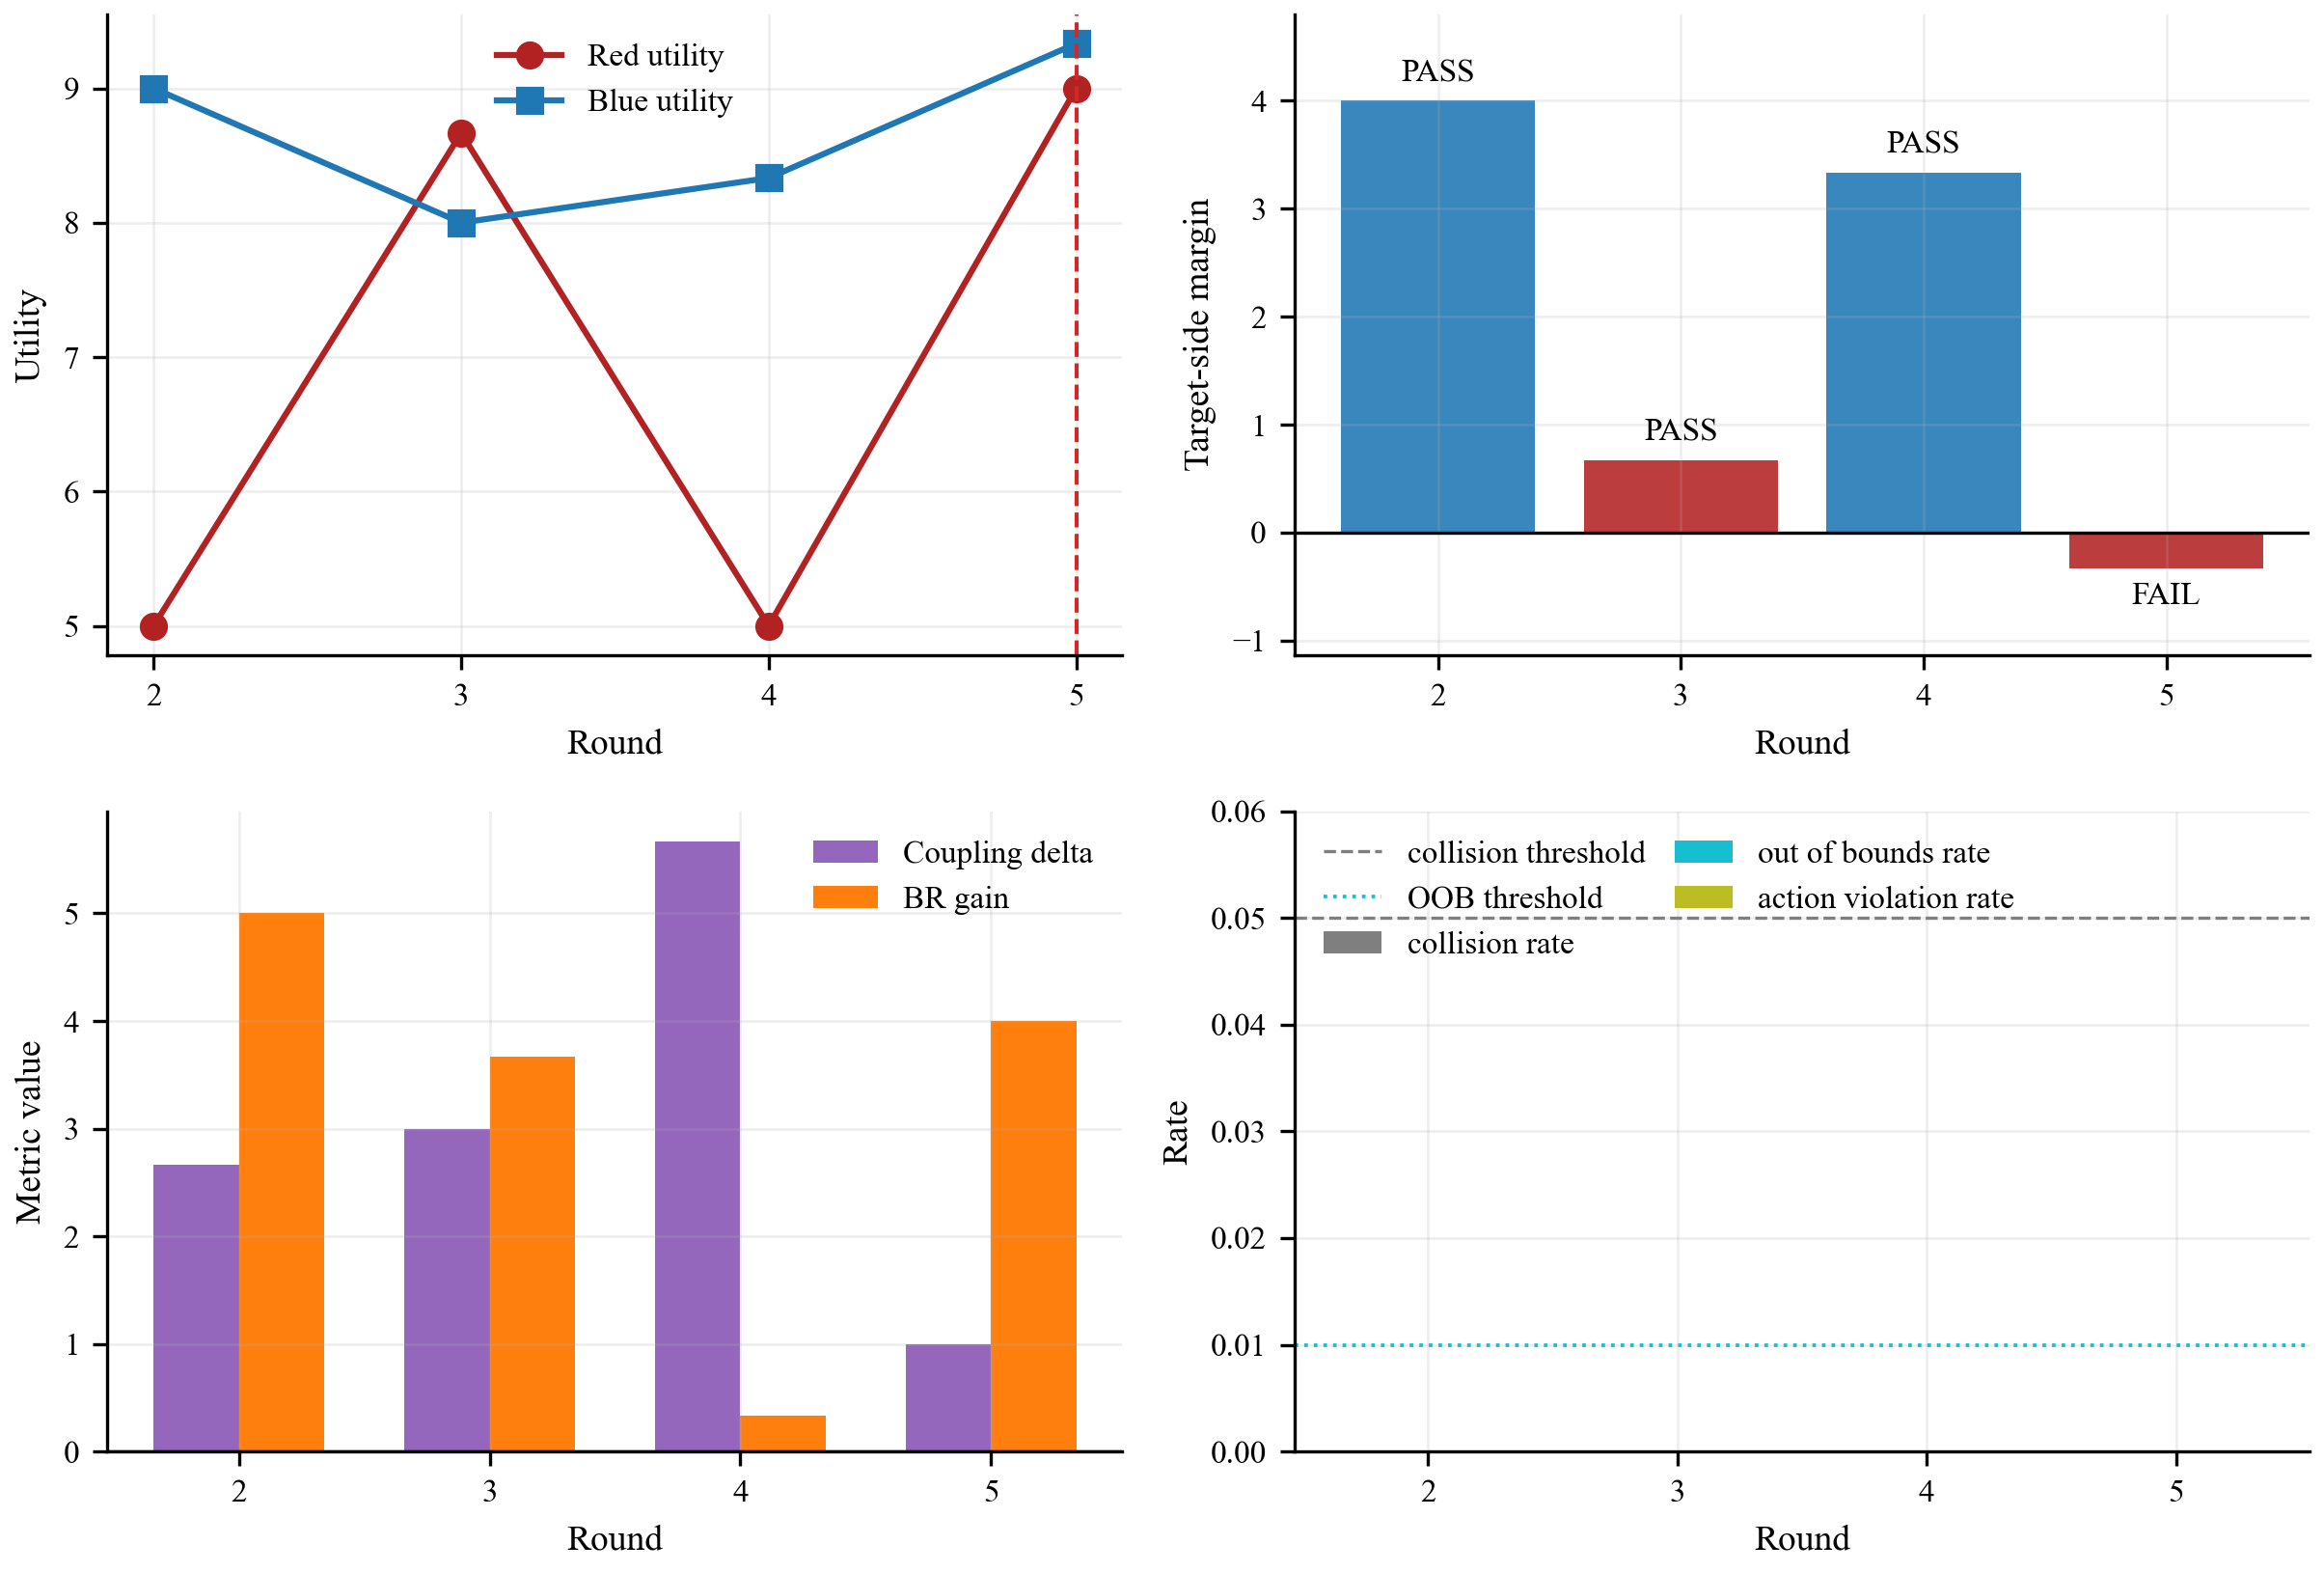 Red utility
Blue utility
9
8
7
6
5
Utility
2
3
4
5
Round
PASS
PASS
PASS
FAIL
4
3
2
1
0
−1
Target-side margin
2
3
4
5
Round
Coupling delta
BR gain
5
4
3
2
1
0
Metric value
2
3
4
5
Round
0.06
0.05
0.04
0.03
0.02
0.01
0.00
Rate
collision threshold
OOB threshold
collision rate
out of bounds rate
action violation rate
2
3
4
5
Round